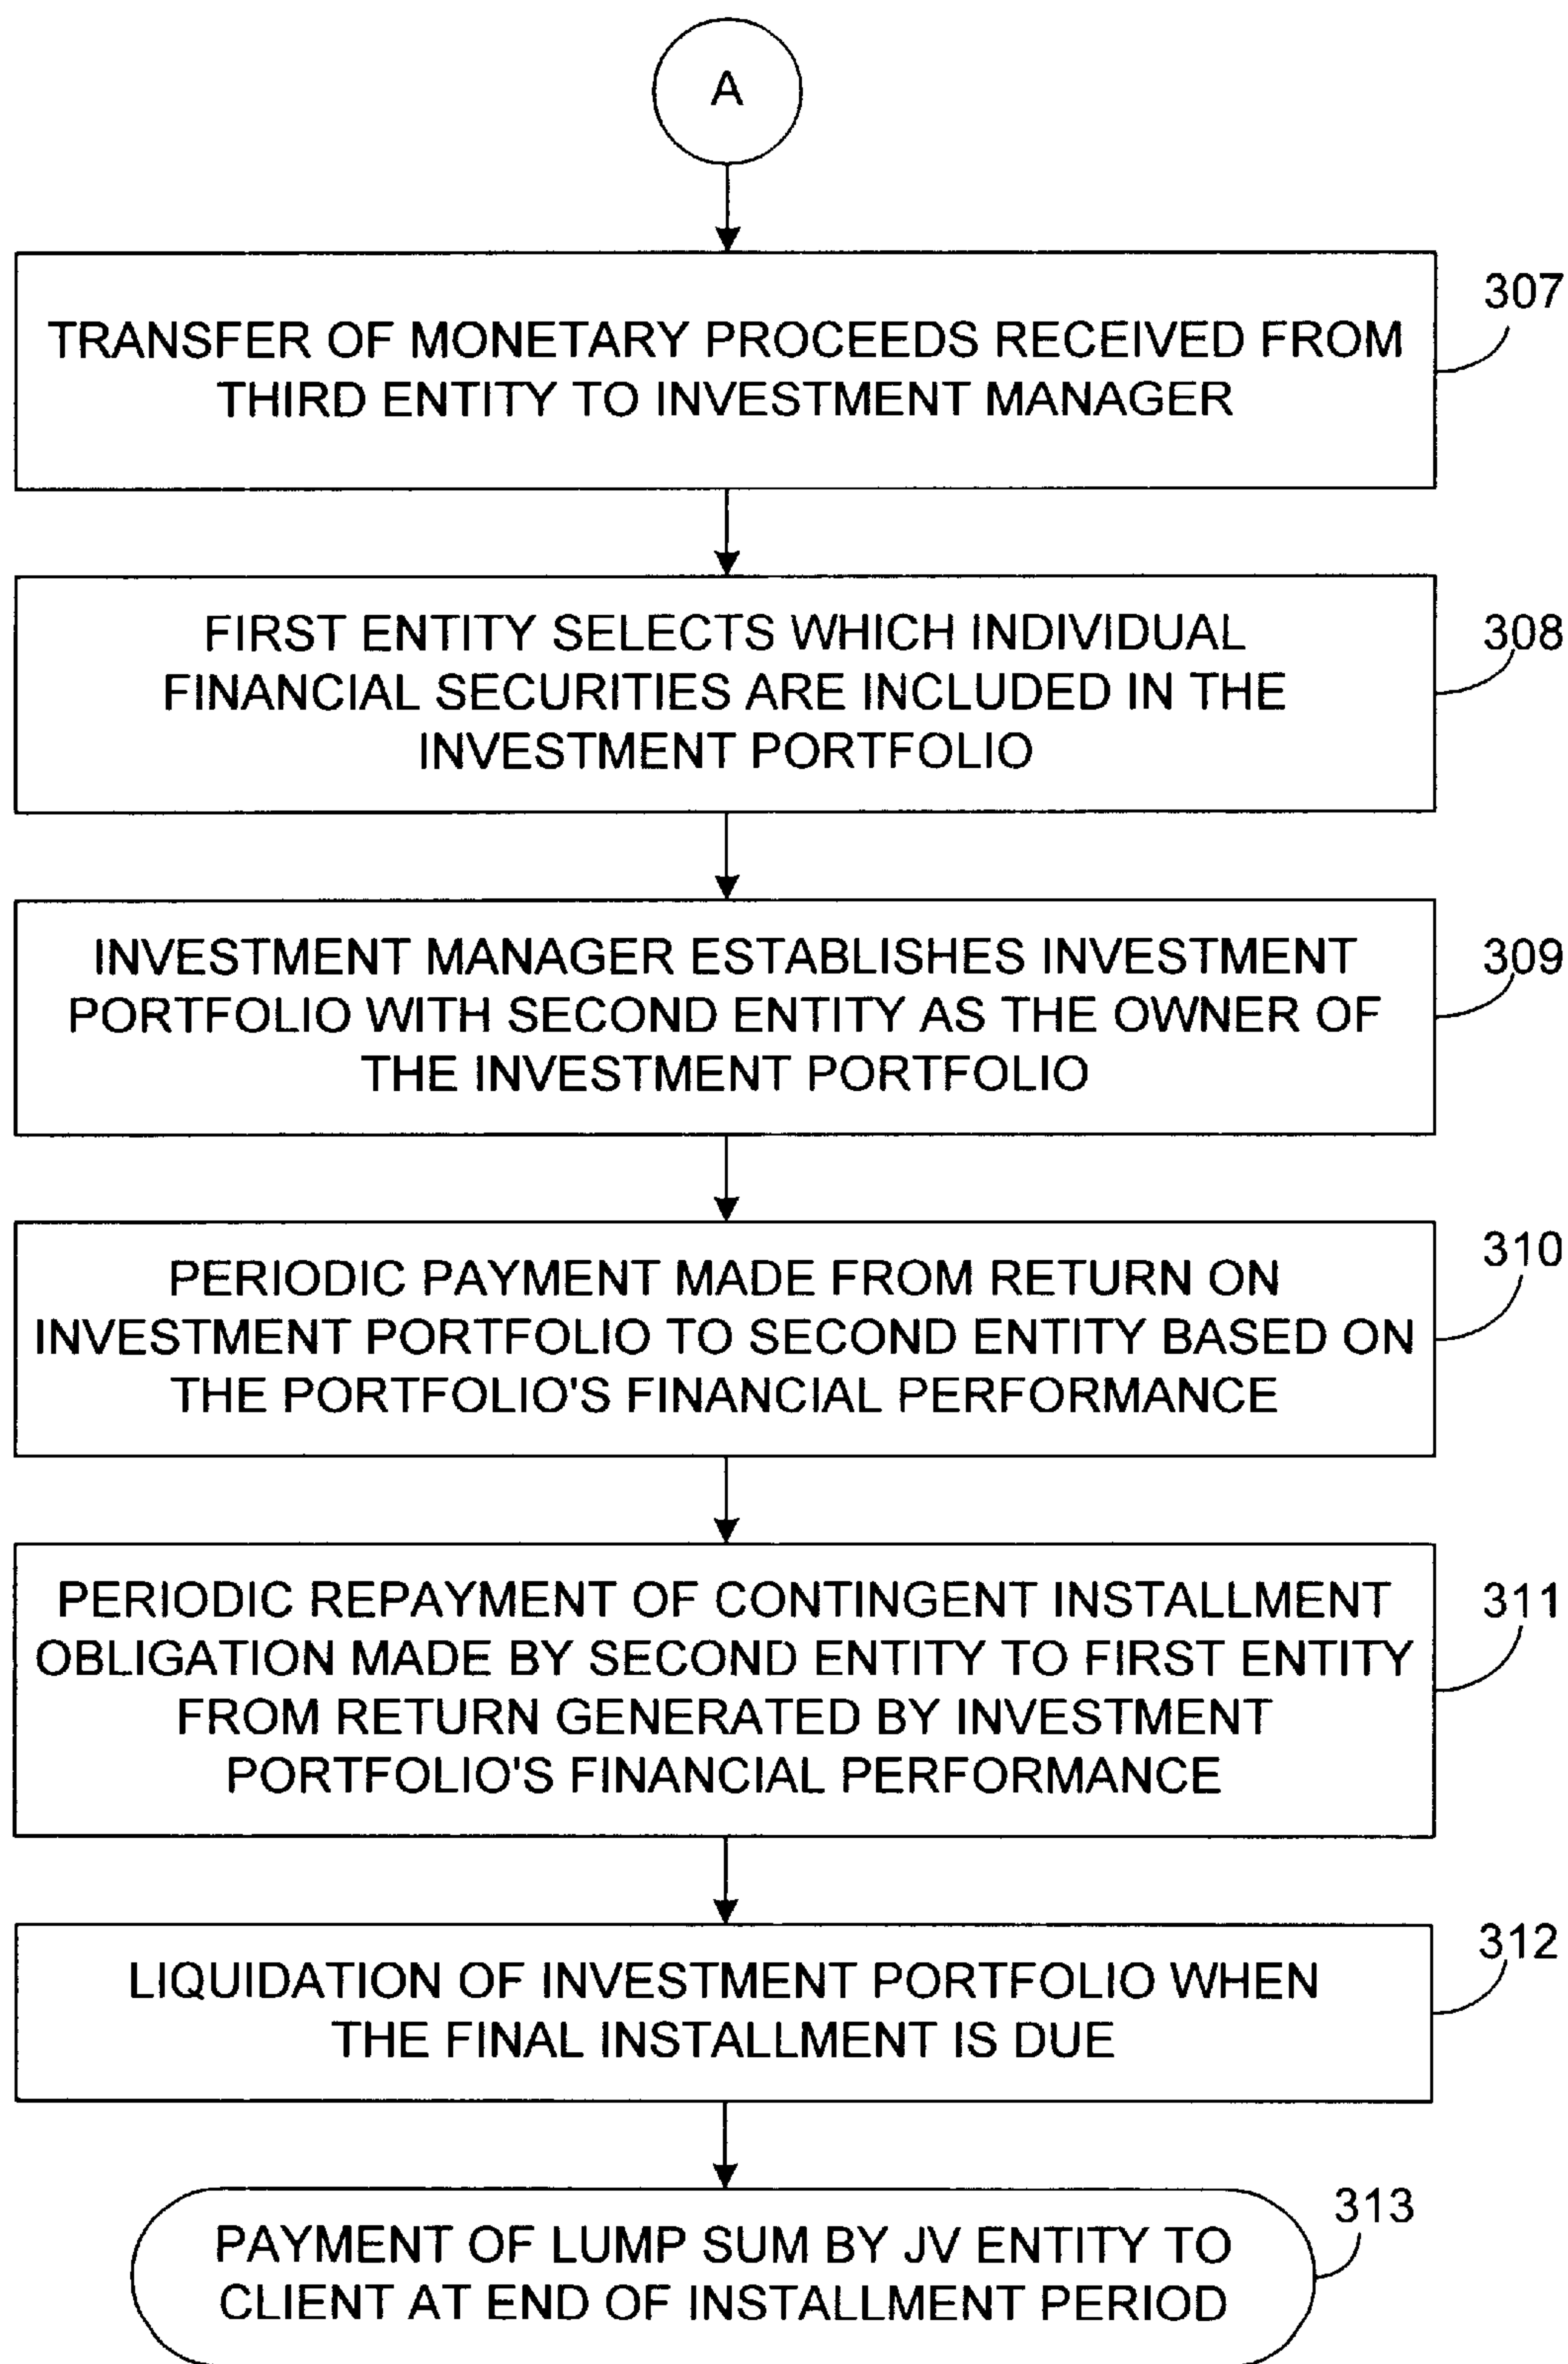 A
307
TRANSFER OF MONETARY PROCEEDS RECEIVED FROM
THIRD ENTITY TO INVESTMENT MANAGER
308
FIRST ENTITY SELECTS WHICH INDIVIDUAL
FINANCIAL SECURITIES ARE INCLUDED IN THE
INVESTMENT PORTFOLIO
309
INVESTMENT MANAGER ESTABLISHES INVESTMENT
PORTFOLIO WITH SECOND ENTITY AS THE OWNER OF
THE INVESTMENT PORTFOLIO
310
PERIODIC PAYMENT MADE FROM RETURN ON
INVESTMENT PORTFOLIO TO SECOND ENTITY BASED ON
THE PORTFOLIO'S FINANCIAL PERFORMANCE
311
PERIODIC REPAYMENT OF CONTINGENT INSTALLMENT
OBLIGATION MADE BY SECOND ENTITY TO FIRST ENTITY
FROM RETURN GENERATED BY INVESTMENT
PORTFOLIO'S FINANCIAL PERFORMANCE
312
LIQUIDATION OF INVESTMENT PORTFOLIO WHEN
THE FINAL INSTALLMENT IS DUE
313
PAYMENT OF LUMP SUM BY JV ENTITY TO
CLIENT AT END OF INSTALLMENT PERIOD